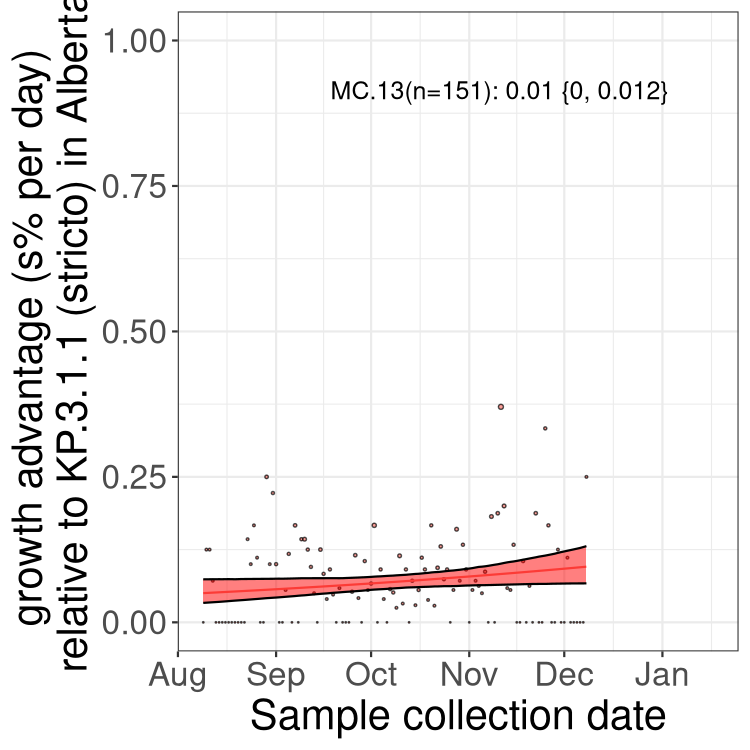 growth advantage (s% per day)
relative to KP.3.1.1 (stricto) in Alberta
1.00
0.75
0.50
0.25
0.00
MC.13(n=151): 0.01 {0, 0.012}
Aug Sep Oct Nov Dec Jan
Sample collection date